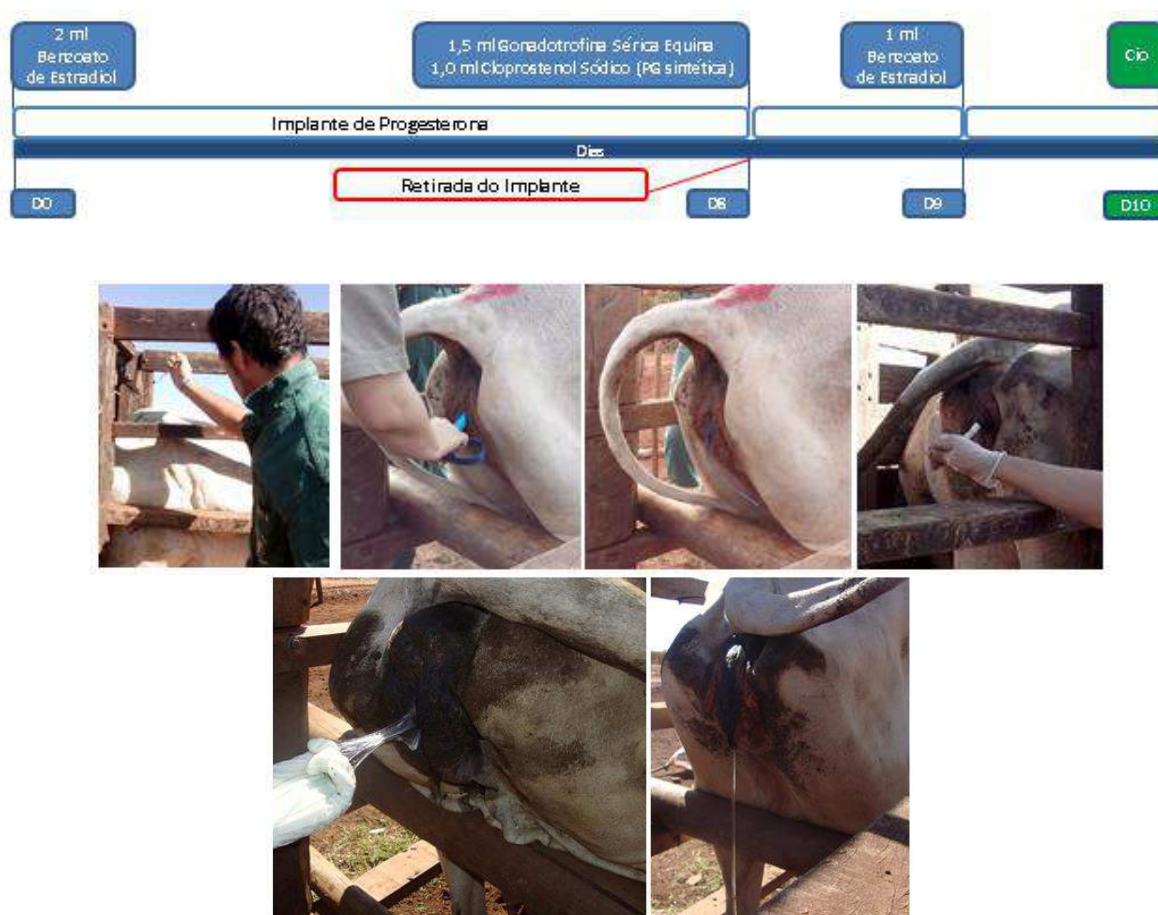 2 ml
Benzoato
de Estradiol
1,5 ml Gonadotrofina Sérica Equina
1,0 ml Cloprostenol Sódico (PG sintética)
1 ml
Benzoato
de Estradiol
Cio
Implante de Progesterona
Dias
Retirada do Implante
D0
D8
D9
D10